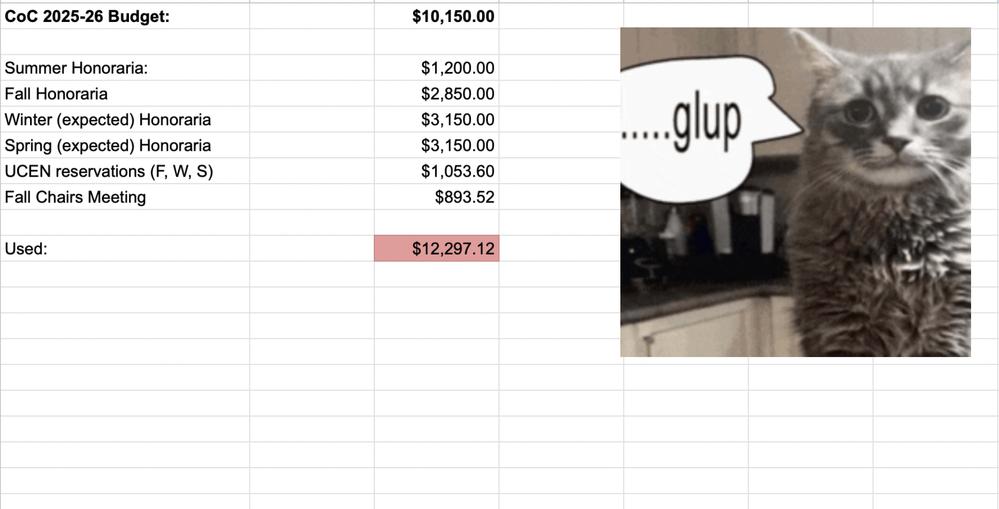 CoC 2025-26 Budget: $10,150.00
Summer Honoraria: $1,200.00
Fall Honoraria $2,850.00
Winter (expected) Honoraria $3,150.00
Spring (expected) Honoraria $3,150.00
UCEN reservations (F, W, S) $1,053.60
Fall Chairs Meeting $893.52
Used: $12,297.12
.....glup